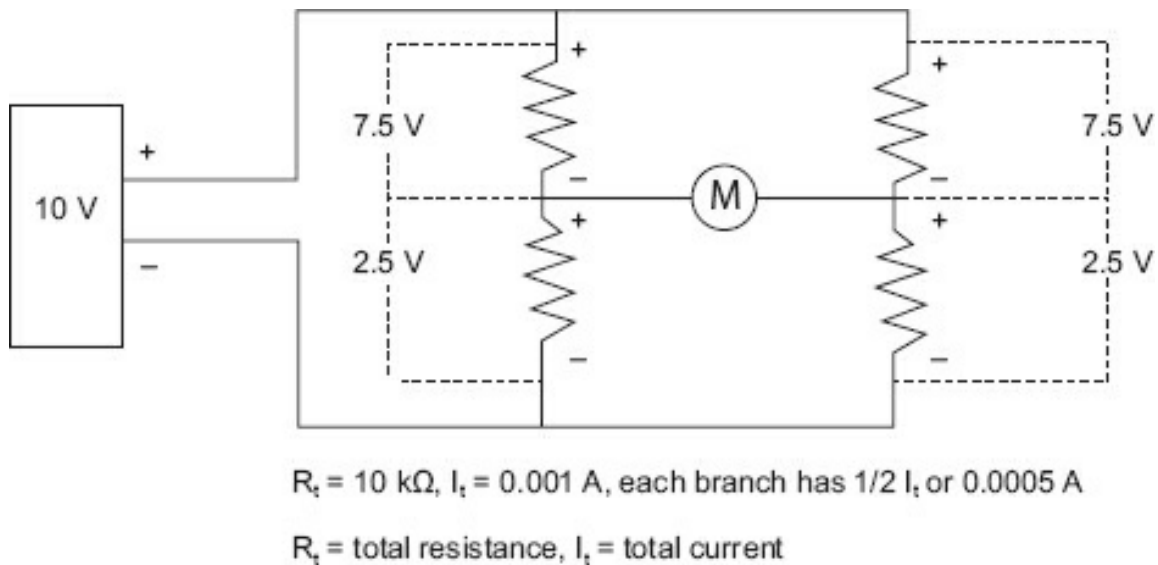 +
+
7.5 V
7.5 V
+
−
−
10 V
M
+
+
−
2.5 V
2.5 V
−
−
R_t = 10 kΩ, I_t = 0.001 A, each branch has 1/2 I_t or 0.0005 A
R_t = total resistance, I_t = total current